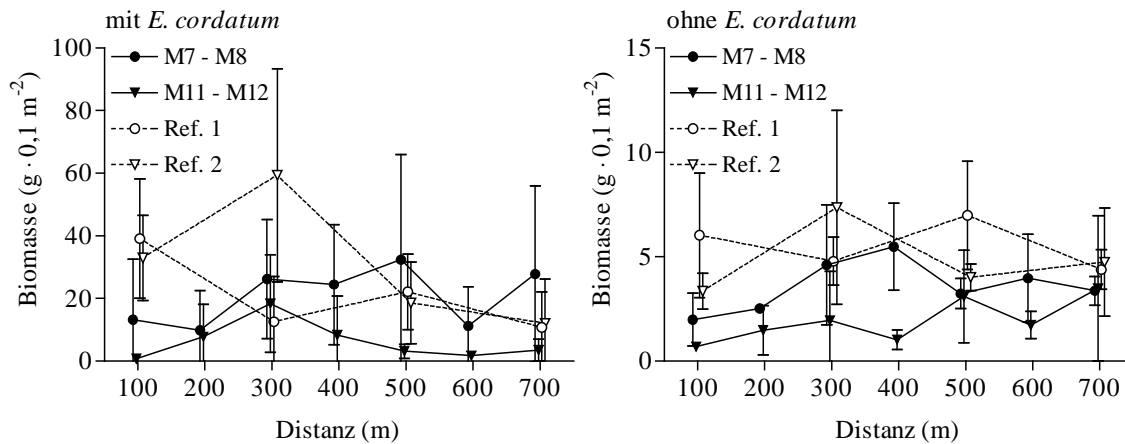 mit E. cordatum
Biomasse (g · 0,1 m⁻²)
100
80
60
40
20
0
M7 - M8
M11 - M12
Ref. 1
Ref. 2
100 200 300 400 500 600 700
Distanz (m)
ohne E. cordatum
Biomasse (g · 0,1 m⁻²)
15
10
5
0
M7 - M8
M11 - M12
Ref. 1
Ref. 2
100 200 300 400 500 600 700
Distanz (m)